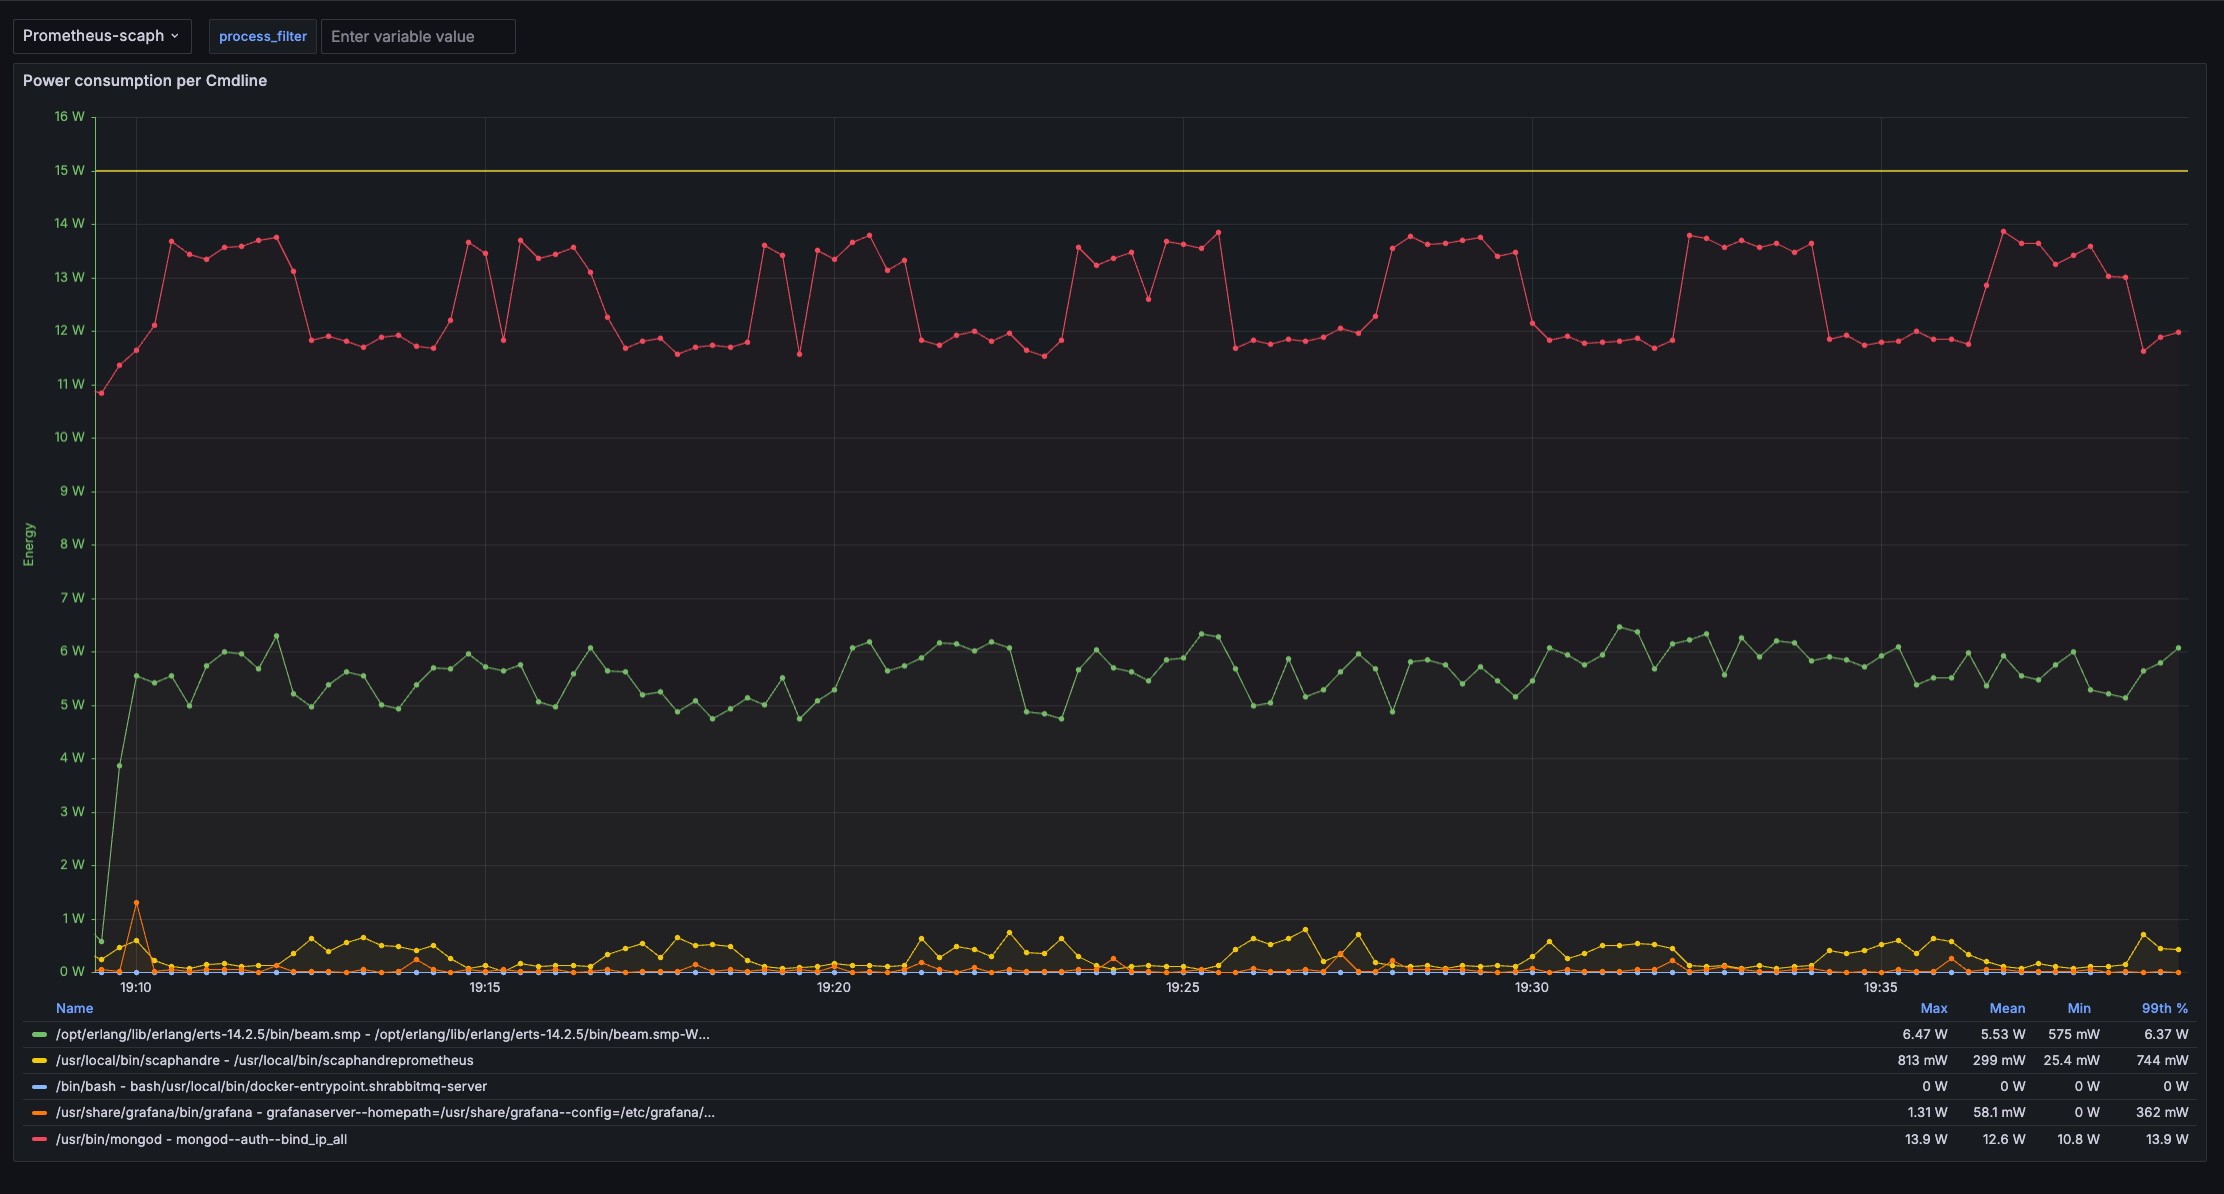 Prometheus-scaph process_filter Enter variable value
Power consumption per Cmdline
16 W
15 W
14 W
13 W
12 W
11 W
10 W
9 W
8 W
7 W
6 W
5 W
4 W
3 W
2 W
1 W
0 W
Energy
19:10 19:15 19:20 19:25 19:30 19:35
Name Max Mean Min 99th %
/opt/erlang/lib/erlang/erts-14.2.5/bin/beam.smp - /opt/erlang/lib/erlang/erts-14.2.5/bin/beam.smp-W... 6.47 W 5.53 W 575 mW 6.37 W
/usr/local/bin/scaphandre - /usr/local/bin/scaphandreprometheus 813 mW 299 mW 25.4 mW 744 mW
/bin/bash - bash/usr/local/bin/docker-entrypoint.shrabbitmq-server 0 W 0 W 0 W 0 W
/usr/share/grafana/bin/grafana - grafanaserver--homepath=/usr/share/grafana--config=/etc/grafana/... 1.31 W 58.1 mW 0 W 362 mW
/usr/bin/mongod - mongod--auth--bind_ip_all 13.9 W 12.6 W 10.8 W 13.9 W